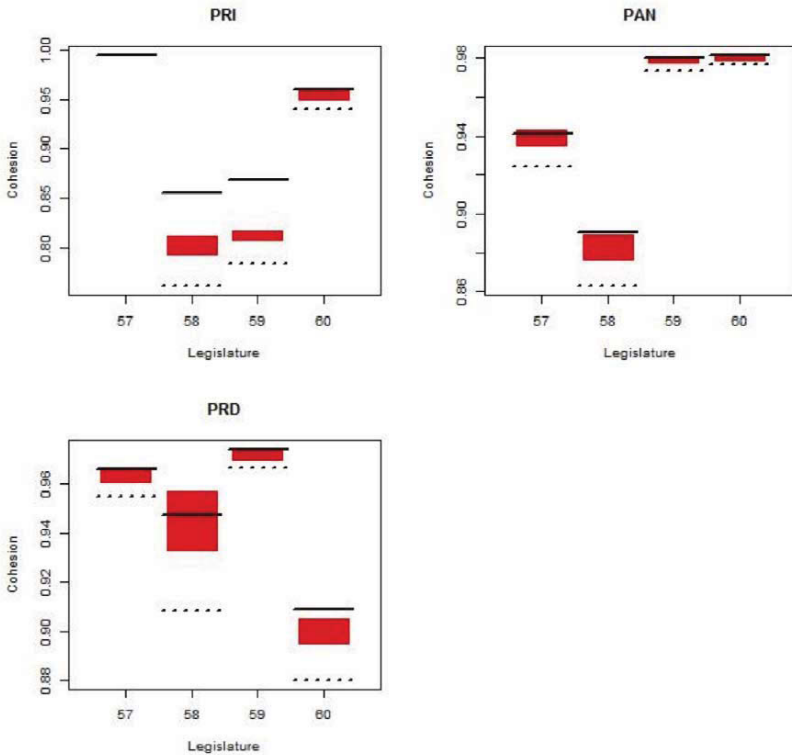 PRI
Cohesion
1.00
0.95
0.90
0.85
0.80
57 58 59 60
Legislature
PAN
Cohesion
0.98
0.94
0.90
0.86
57 58 59 60
Legislature
PRD
Cohesion
0.96
0.94
0.92
0.90
0.88
57 58 59 60
Legislature